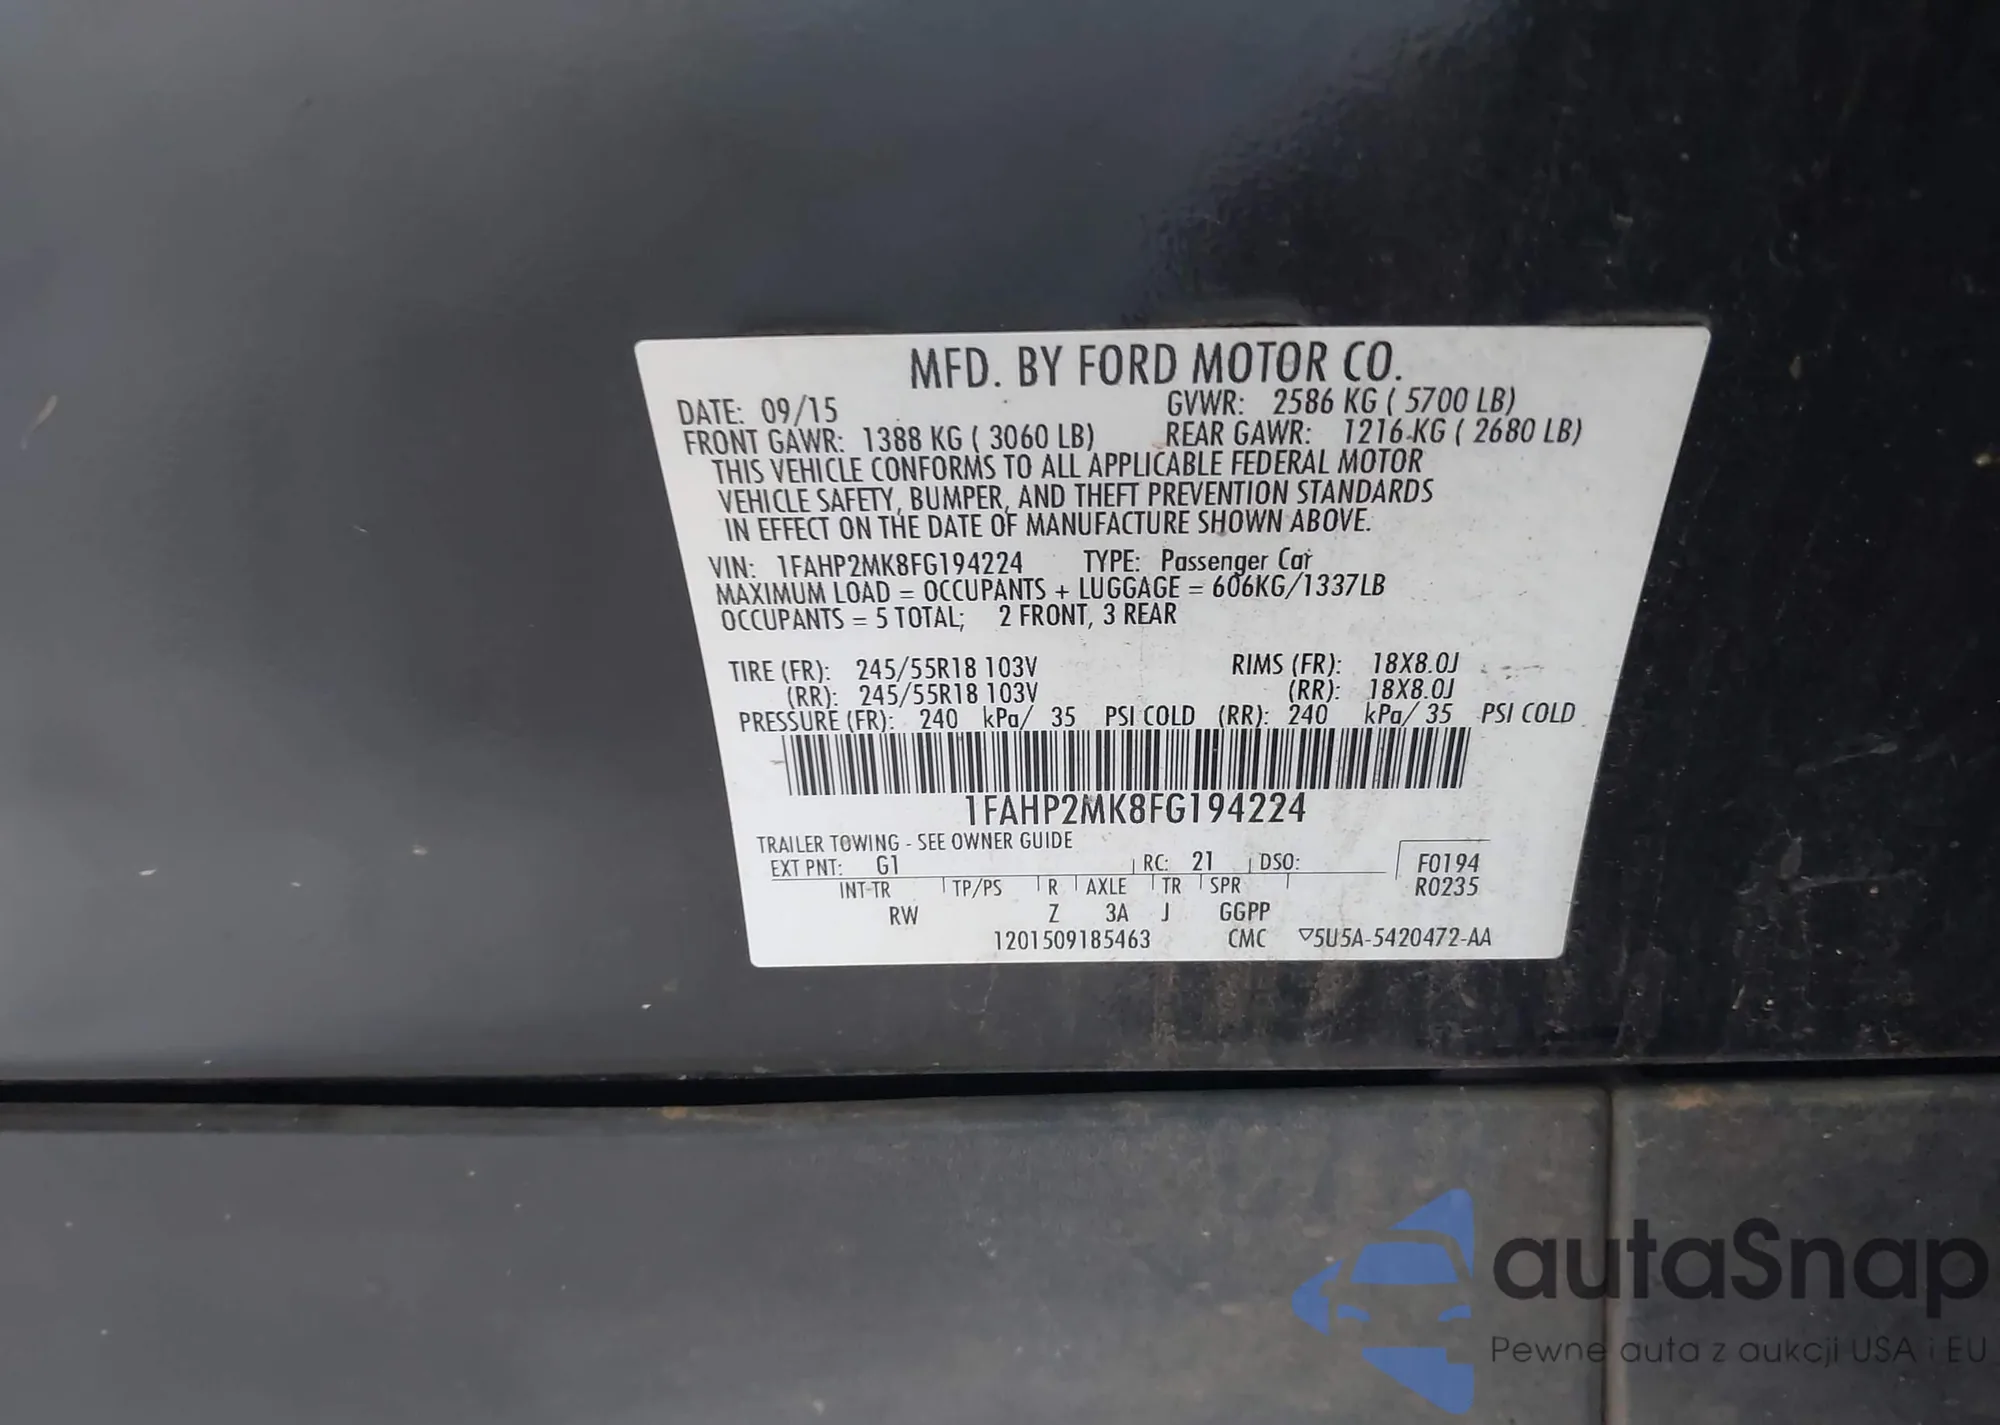 MFD. BY FORD MOTOR CO.
DATE: 09/15 GVWR: 2586 KG ( 5700 LB)
FRONT GAWR: 1388 KG ( 3060 LB) REAR GAWR: 1216 KG ( 2680 LB)
THIS VEHICLE CONFORMS TO ALL APPLICABLE FEDERAL MOTOR
VEHICLE SAFETY, BUMPER, AND THEFT PREVENTION STANDARDS
IN EFFECT ON THE DATE OF MANUFACTURE SHOWN ABOVE.
VIN: 1FAHP2MK8FG194224 TYPE: Passenger Car
MAXIMUM LOAD = OCCUPANTS + LUGGAGE = 606KG/1337LB
OCCUPANTS = 5 TOTAL; 2 FRONT, 3 REAR
TIRE (FR): 245/55R18 103V RIMS (FR): 18X8.0J
(RR): 245/55R18 103V (RR): 18X8.0J
PRESSURE (FR): 240 kPa/ 35 PSI COLD (RR): 240 kPa/ 35 PSI COLD
1FAHP2MK8FG194224
TRAILER TOWING - SEE OWNER GUIDE
EXT PNT: G1 RC: 21 DSO: F0194
INT TR TP/PS R AXLE TR SPR R0235
RW Z 3A J GGPP
1201509185463 CMC ▽5U5A-5420472-AA
autaSnap
Pewne auta z aukcji USA i EU